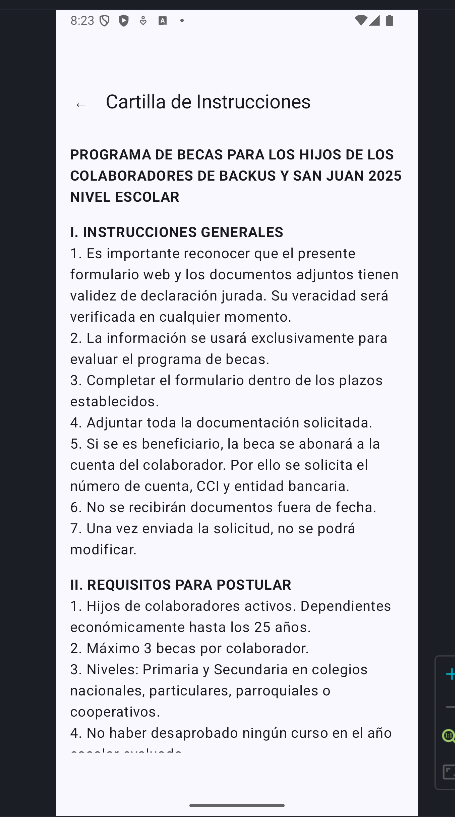 8:23
← Cartilla de Instrucciones
PROGRAMA DE BECAS PARA LOS HIJOS DE LOS
COLABORADORES DE BACKUS Y SAN JUAN 2025
NIVEL ESCOLAR
I. INSTRUCCIONES GENERALES
1. Es importante reconocer que el presente
formulario web y los documentos adjuntos tienen
validez de declaración jurada. Su veracidad será
verificada en cualquier momento.
2. La información se usará exclusivamente para
evaluar el programa de becas.
3. Completar el formulario dentro de los plazos
establecidos.
4. Adjuntar toda la documentación solicitada.
5. Si se es beneficiario, la beca se abonará a la
cuenta del colaborador. Por ello se solicita el
número de cuenta, CCI y entidad bancaria.
6. No se recibirán documentos fuera de fecha.
7. Una vez enviada la solicitud, no se podrá
modificar.
II. REQUISITOS PARA POSTULAR
1. Hijos de colaboradores activos. Dependientes
económicamente hasta los 25 años.
2. Máximo 3 becas por colaborador.
3. Niveles: Primaria y Secundaria en colegios
nacionales, particulares, parroquiales o
cooperativos.
4. No haber desaprobado ningún curso en el año